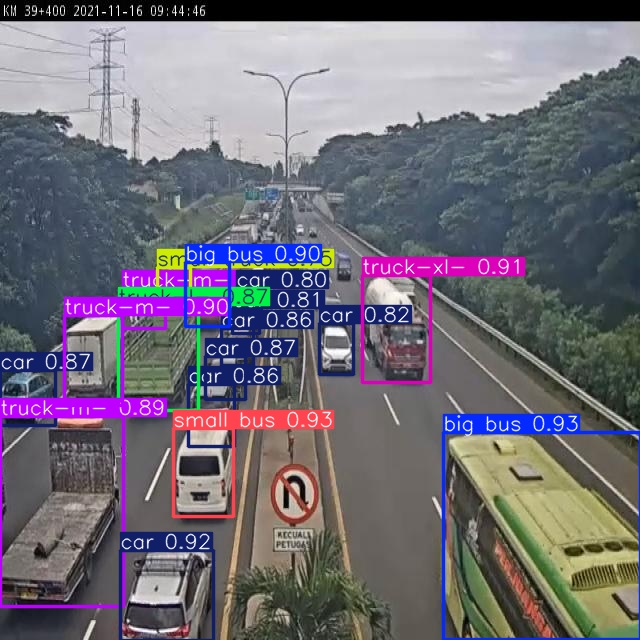 KM 39+400 2021-11-16 09:44:46
big bus 0.90
car 0.80
truck-xl- 0.91
0.87
0.81
truck-m- 0.90
car 0.86
car 0.82
car 0.87
car 0.87
car 0.86
truck-m- 0.89
small bus 0.93
big bus 0.93
KECUALI
PETUGAS
car 0.92